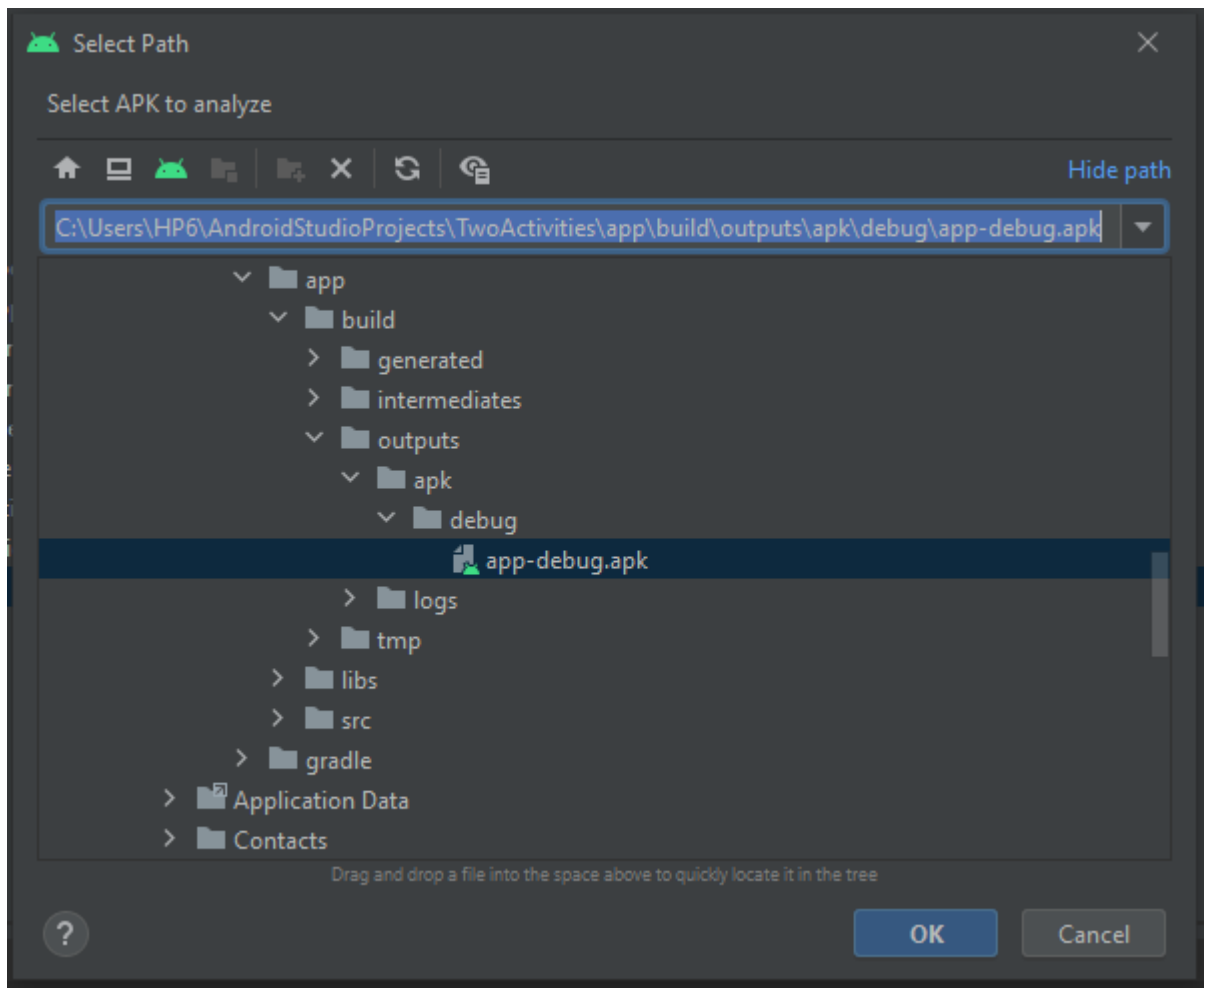 Select Path
Select APK to analyze
Hide path
C:\Users\HP6\AndroidStudioProjects\TwoActivities\app\build\outputs\apk\debug\app-debug.apk
app
build
generated
intermediates
outputs
apk
debug
app-debug.apk
logs
tmp
libs
src
gradle
Application Data
Contacts
Drag and drop a file into the space above to quickly locate it in the tree
?
OK
Cancel